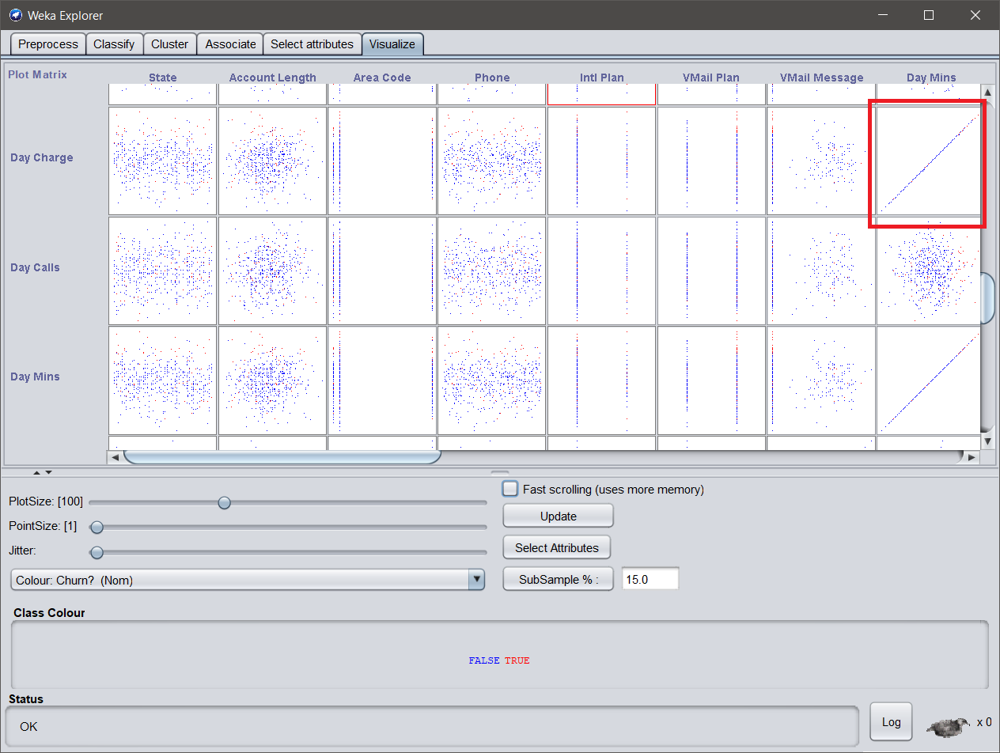 Weka Explorer
Preprocess Classify Cluster Associate Select attributes Visualize
Plot Matrix State Account Length Area Code Phone Intl Plan VMail Plan VMail Message Day Mins
Day Charge
Day Calls
Day Mins
Fast scrolling (uses more memory)
PlotSize: [100]
Update
PointSize: [1]
Select Attributes
Jitter:
Colour: Churn? (Nom)
SubSample % : 15.0
Class Colour
FALSE TRUE
Status
OK
Log
x 0